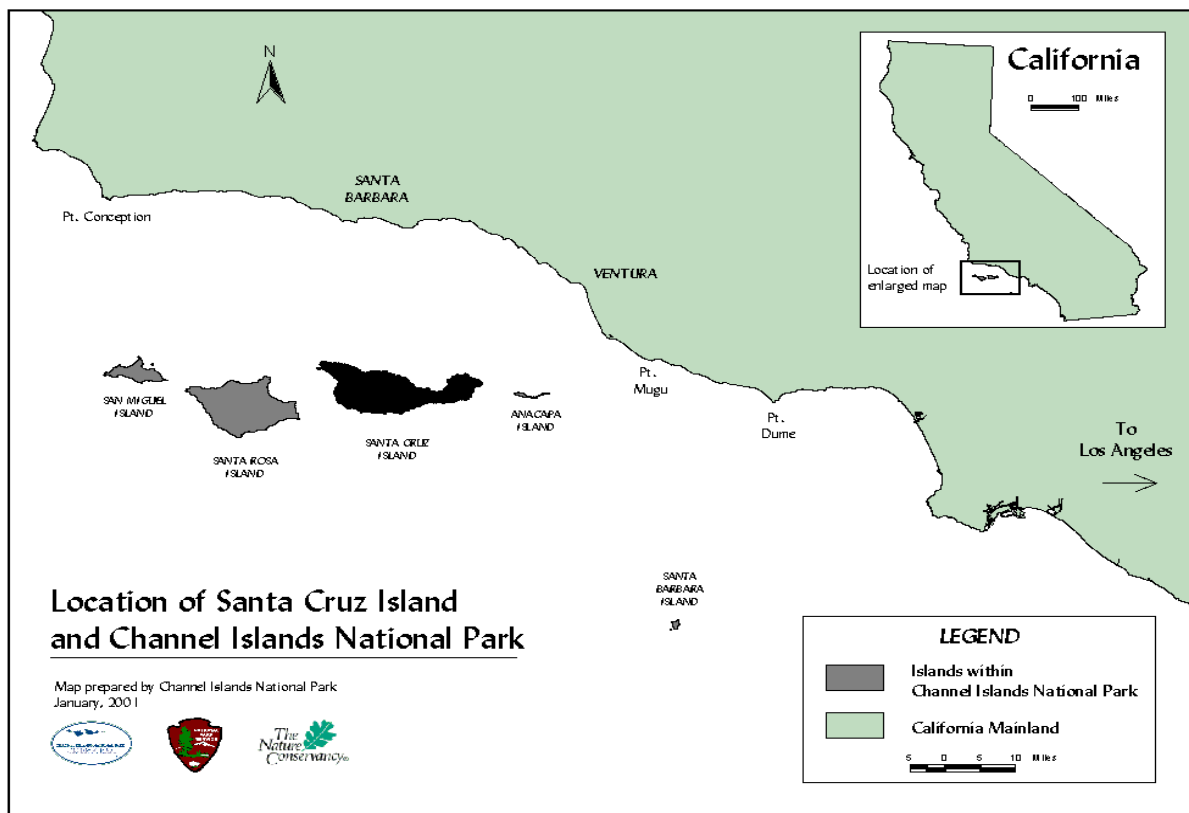 N
California
0 100 Miles
SANTA
BARBARA
Pt. Conception
Location of
enlarged map
VENTURA
SAN MIGUEL
ISLAND
SANTA ROSA
ISLAND
SANTA CRUZ
ISLAND
ANACAPA
ISLAND
Pt.
Mugu
Pt.
Dume
To
Los Angeles
SANTA
BARBARA
ISLAND
Location of Santa Cruz Island
and Channel Islands National Park
Map prepared by Channel Islands National Park
January, 2001
NATIONAL
PARK
SERVICE
The
Nature
Conservancy®
LEGEND
Islands within
Channel Islands National Park
California Mainland
5 0 5 10 Miles